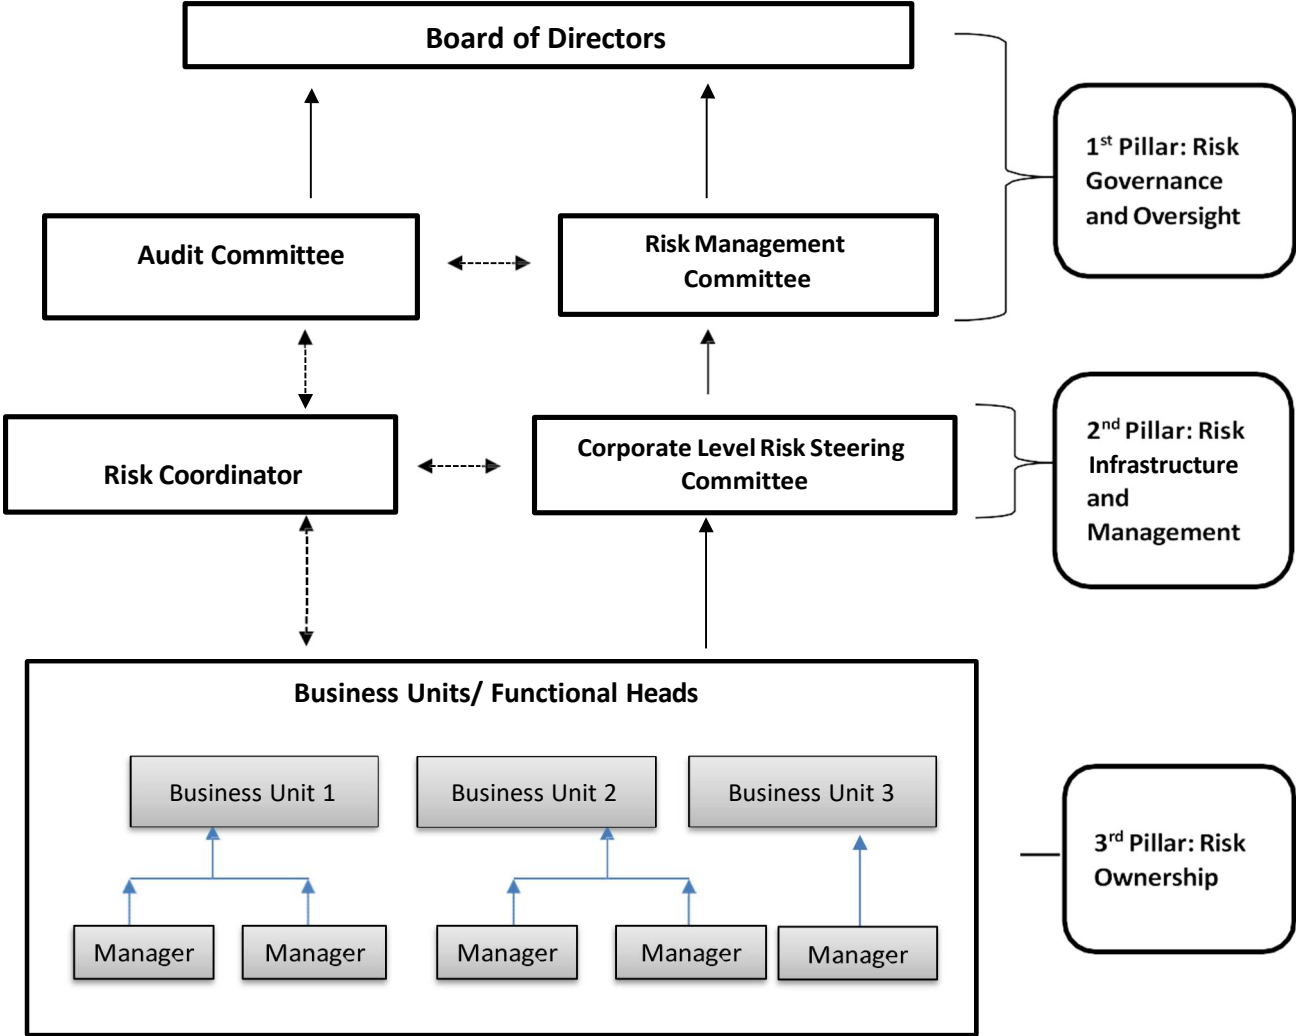 Board of Directors
1st Pillar: Risk
Governance
and Oversight
Audit Committee
Risk Management
Committee
Risk Coordinator
Corporate Level Risk Steering
Committee
2nd Pillar: Risk
Infrastructure
and
Management
Business Units/ Functional Heads
Business Unit 1
Business Unit 2
Business Unit 3
Manager
Manager
Manager
Manager
Manager
3rd Pillar: Risk
Ownership